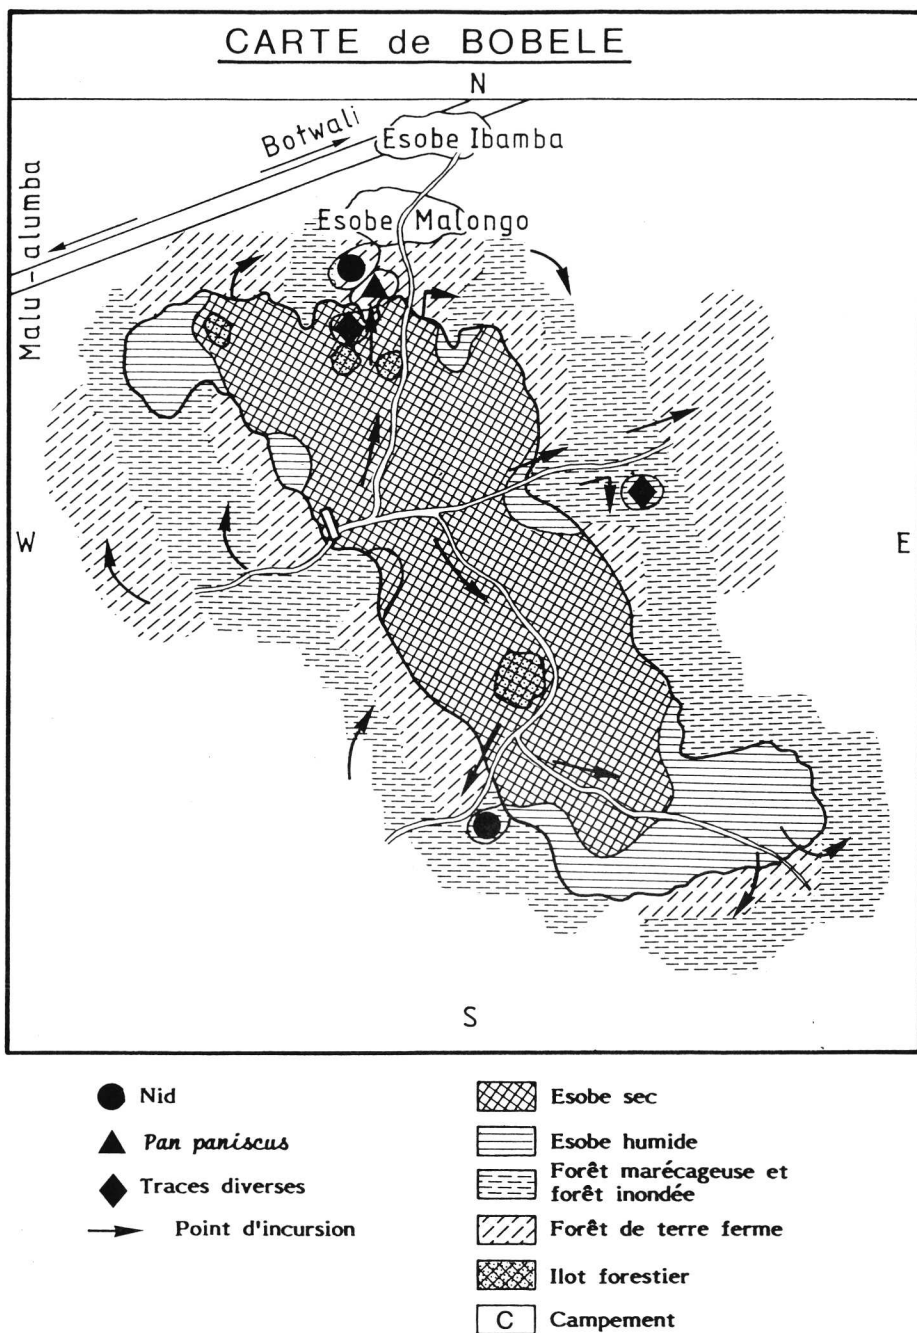 CARTE de BOBELE
N
Botwali
Esobe Ibamba
Malu-alumba
Esobe Malongo
W
E
S
Nid
Pan paniscus
Traces diverses
Point d'incursion
Esobe sec
Esobe humide
Forêt marécageuse et
forêt inondée
Forêt de terre ferme
Ilot forestier
C Campement